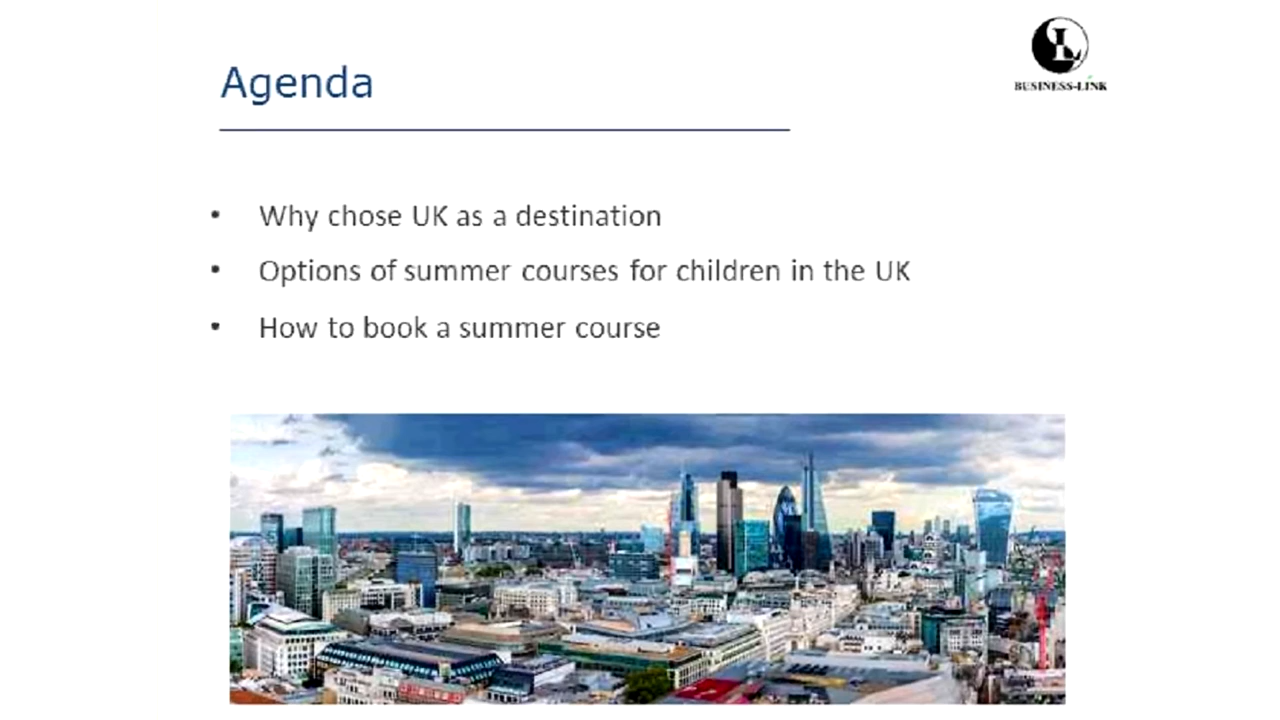 Agenda
L
BUSINESS-LINK
• Why chose UK as a destination
• Options of summer courses for children in the UK
• How to book a summer course